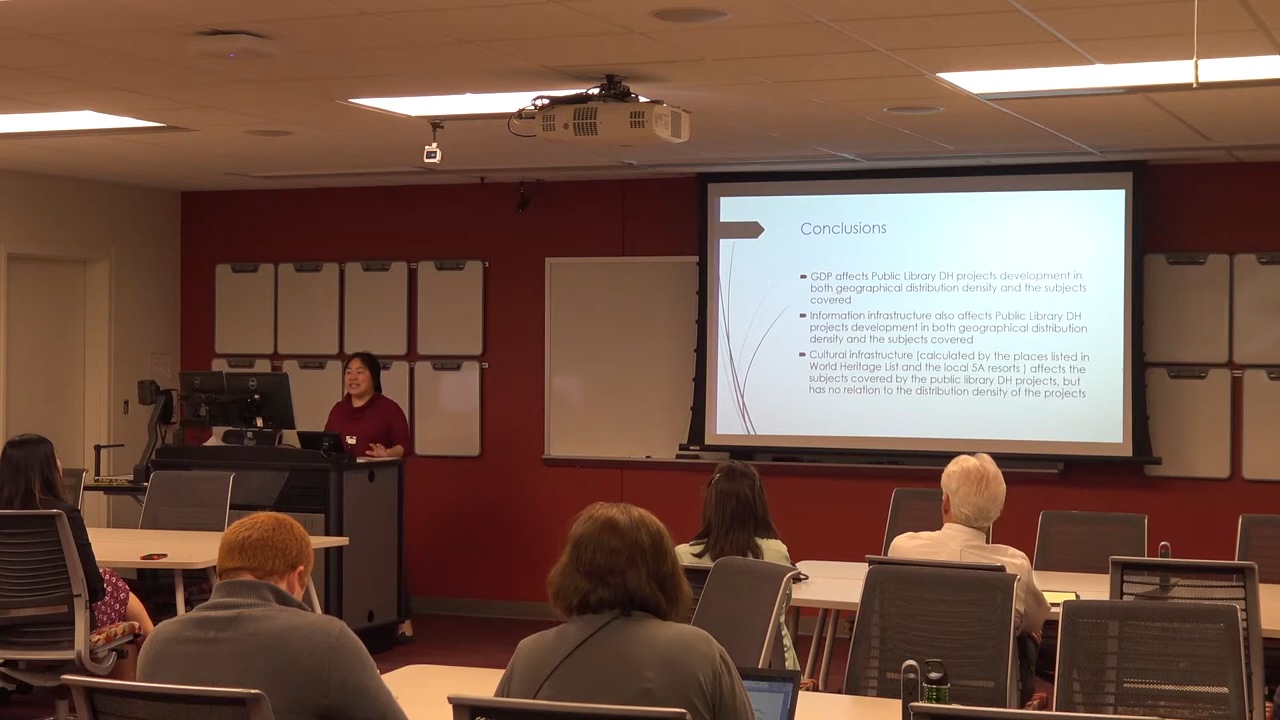 Conclusions
GDP affects Public Library DH projects development in
both geographical distribution density and the subjects
covered
Information infrastructure also affects Public Library DH
projects development in both geographical distribution
density and the subjects covered
Cultural infrastructure (calculated by the places listed in
World Heritage List and the local 5A resorts ) affects the
subjects covered by the public library DH projects, but
has no relation to the distribution density of the projects